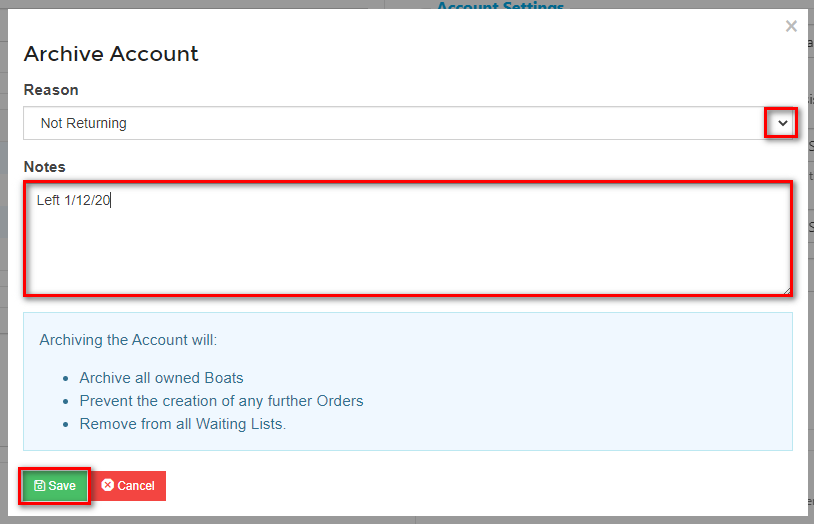 Account Settings
×
Archive Account
Reason
Not Returning
Notes
Left 1/12/20
Archiving the Account will:
• Archive all owned Boats
• Prevent the creation of any further Orders
• Remove from all Waiting Lists.
Save
Cancel